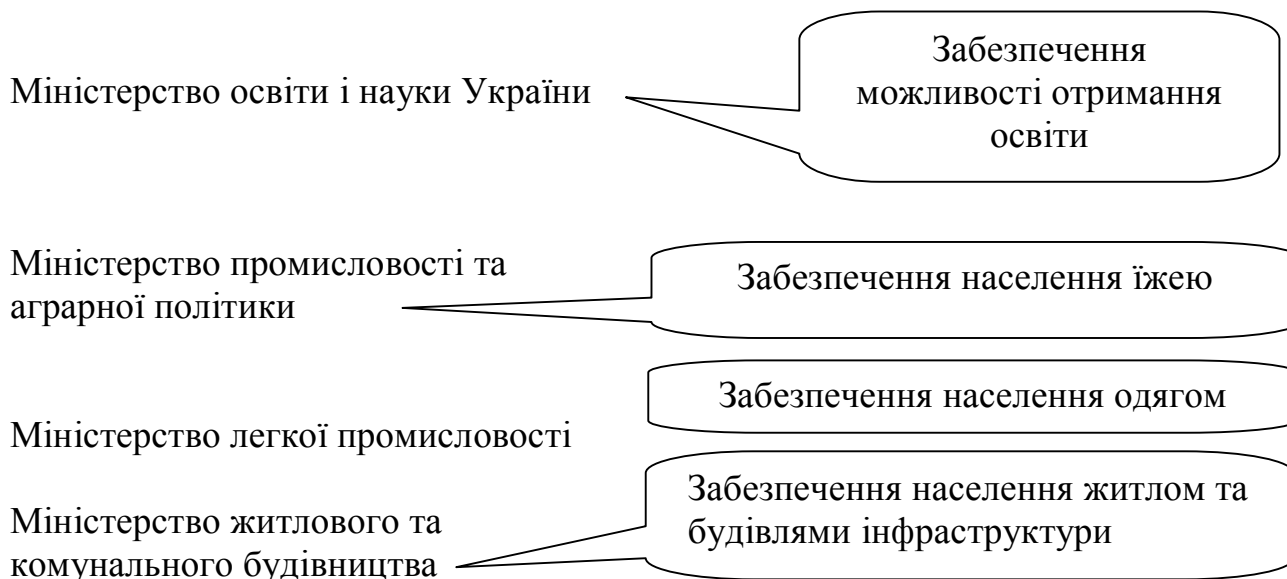 Міністерство освіти і науки України
Забезпечення
можливості отримання
освіти
Міністерство промисловості та
аграрної політики
Забезпечення населення їжею
Забезпечення населення одягом
Міністерство легкої промисловості
Забезпечення населення житлом та
будівлями інфраструктури
Міністерство житлового та
комунального будівництва